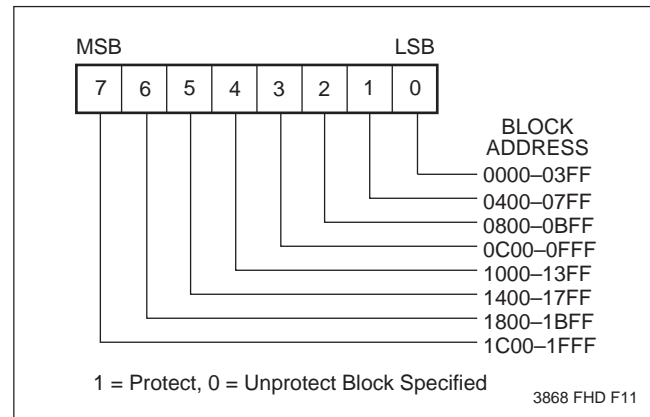 MSB LSB
7 6 5 4 3 2 1 0
BLOCK
ADDRESS
0000–03FF
0400–07FF
0800–0BFF
0C00–0FFF
1000–13FF
1400–17FF
1800–1BFF
1C00–1FFF
1 = Protect, 0 = Unprotect Block Specified
3868 FHD F11